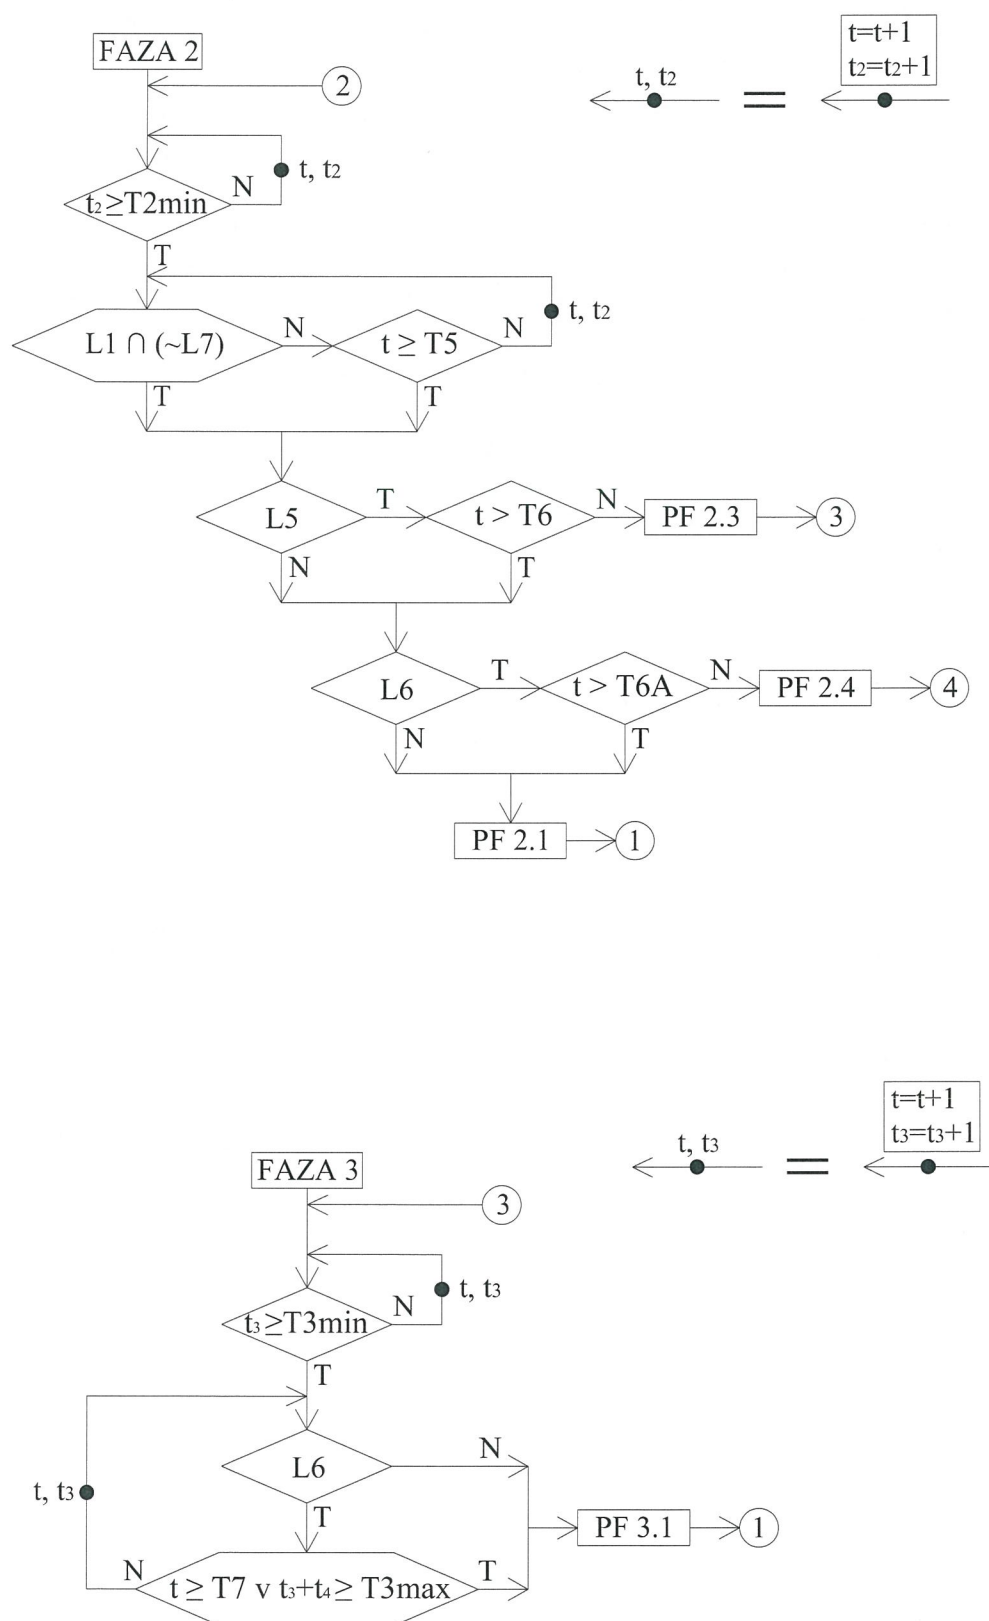 FAZA 2
2
t, t2
t=t+1
t2=t2+1
t, t2
N
t2≥T2min
T
t, t2
L1 ∩ (~L7)
N
t ≥ T5
N
T
T
L5
T
t > T6
N
PF 2.3
3
N
T
L6
T
t > T6A
N
PF 2.4
4
N
T
PF 2.1
1
t=t+1
t3=t3+1
t, t3
FAZA 3
3
t, t3
N
t3≥T3min
T
L6
N
t, t3
T
PF 3.1
1
N
t ≥ T7 v t3+t4 ≥ T3max
T